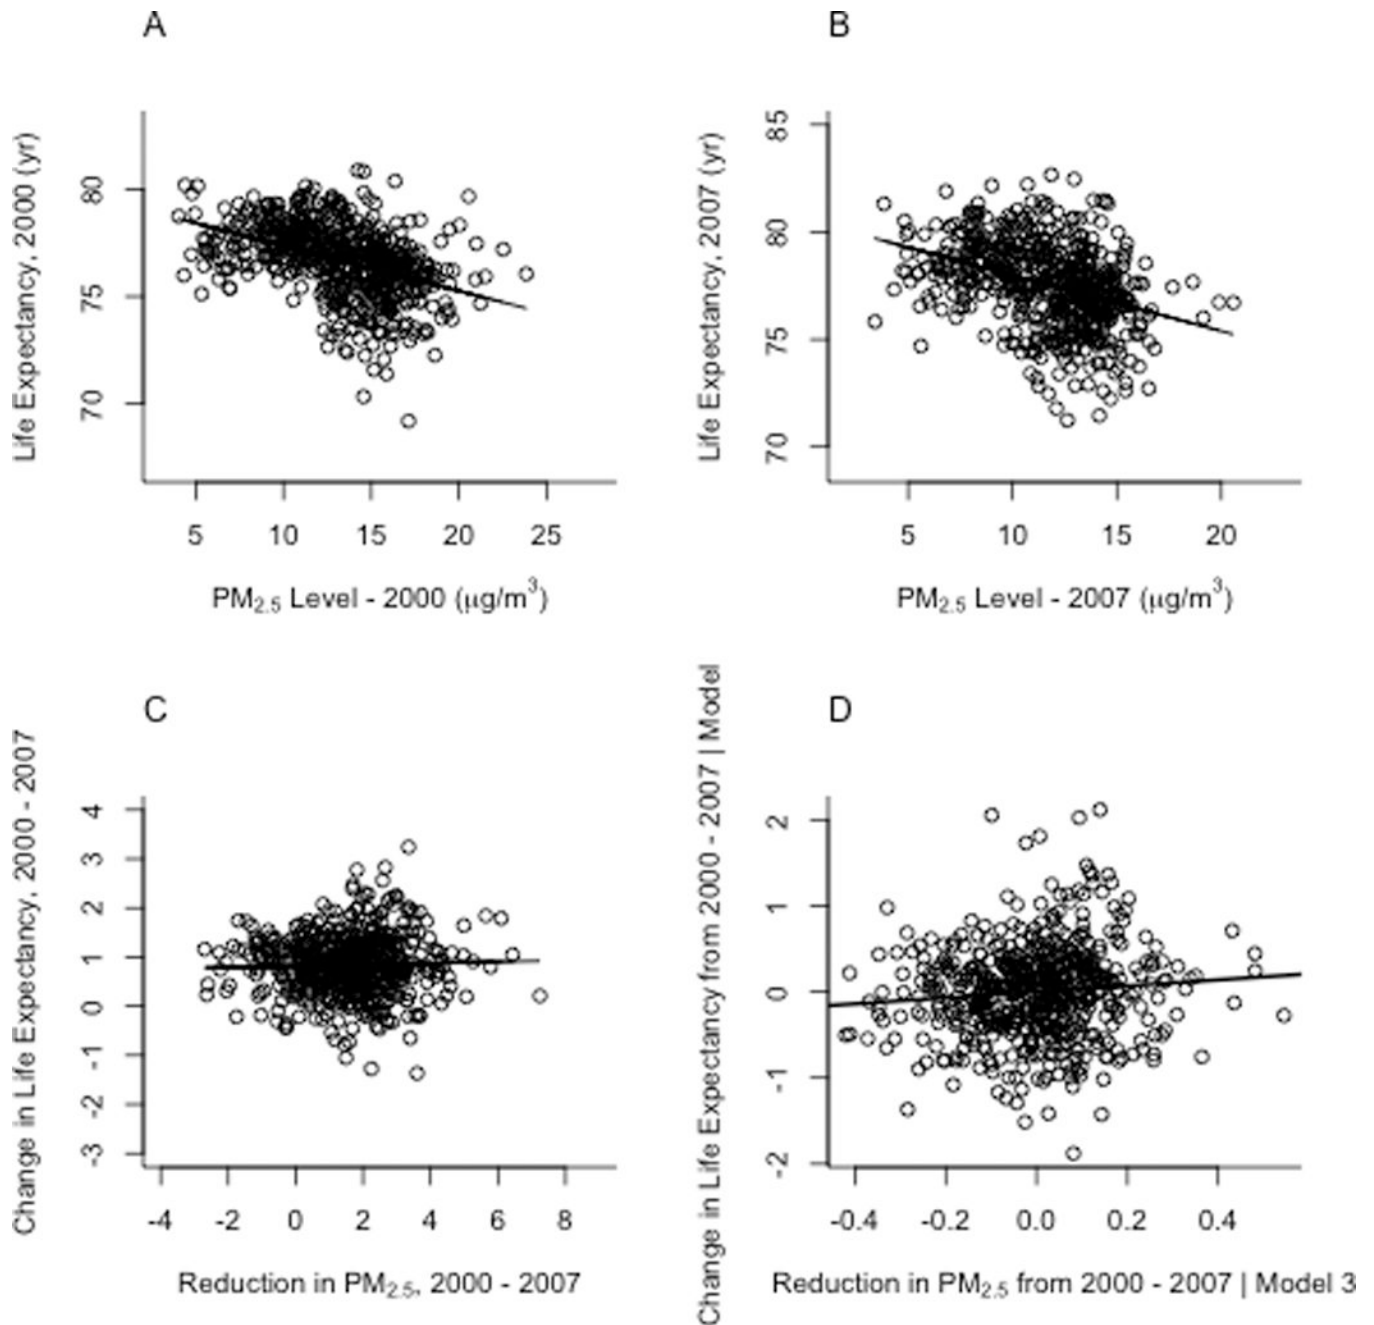 A
Life Expectancy, 2000 (yr)
80
75
70
5 10 15 20 25
PM2.5 Level - 2000 (μg/m3)
B
Life Expectancy, 2007 (yr)
85
80
75
70
5 10 15 20
PM2.5 Level - 2007 (μg/m3)
C
Change in Life Expectancy, 2000 - 2007
4
3
2
1
0
-1
-2
-3
-4 -2 0 2 4 6 8
Reduction in PM2.5, 2000 - 2007
D
Change in Life Expectancy from 2000 - 2007 | Model
2
1
0
-1
-2
-0.4 -0.2 0.0 0.2 0.4
Reduction in PM2.5 from 2000 - 2007 | Model 3